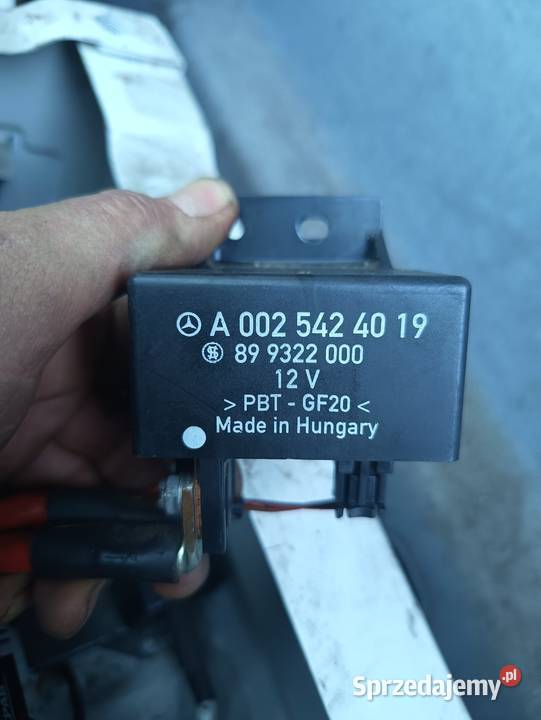 A 002 542 40 19
89 9322 000
12 V
> PBT - GF20 <
Made in Hungary
Sprzedajemy.pl